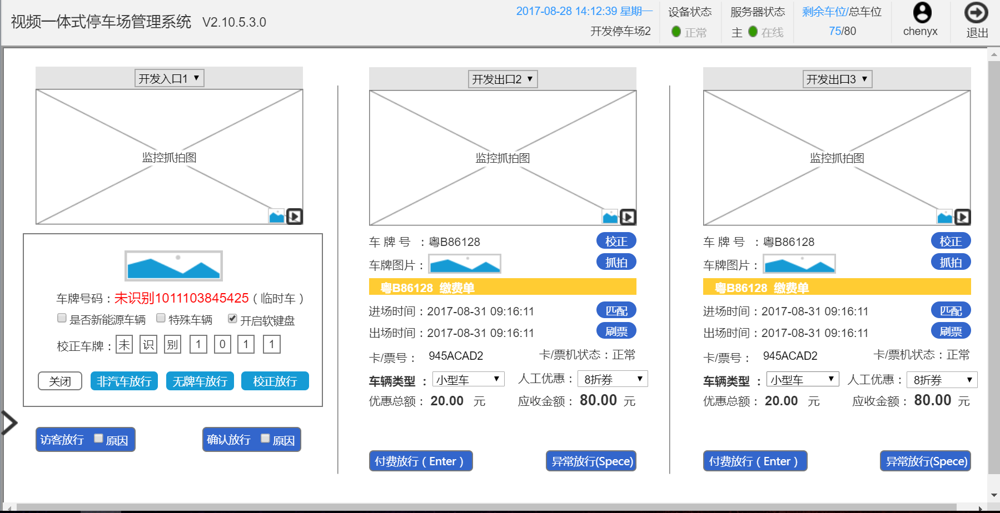 视频一体式停车场管理系统 V2.10.5.3.0
2017-08-28 14:12:39 星期一
开发停车场2
设备状态
正常
服务器状态
主 在线
剩余车位/总车位
75/80
chenyx
退出
开发入口1
监控抓拍图
车牌号码：未识别1011103845425（临时车）
是否新能源车辆 特殊车辆 开启软键盘
校正车牌：未 识 别 1 0 1 1
关闭 非汽车放行 无牌车放行 校正放行
访客放行 原因 确认放行 原因
开发出口2
监控抓拍图
车 牌 号 ：粤B86128 校正
车牌图片： 抓拍
粤B86128 缴费单
进场时间：2017-08-31 09:16:11 匹配
出场时间：2017-08-31 09:16:11 刷票
卡/票号： 945ACAD2 卡/票机状态：正常
车辆类型 ： 小型车 人工优惠： 8折券
优惠总额： 20.00 元 应收金额： 80.00 元
付费放行（Enter） 异常放行(Spece)
开发出口3
监控抓拍图
车 牌 号 ：粤B86128 校正
车牌图片： 抓拍
粤B86128 缴费单
进场时间：2017-08-31 09:16:11 匹配
出场时间：2017-08-31 09:16:11 刷票
卡/票号： 945ACAD2 卡/票机状态：正常
车辆类型 ： 小型车 人工优惠： 8折券
优惠总额： 20.00 元 应收金额： 80.00 元
付费放行（Enter） 异常放行(Spece)